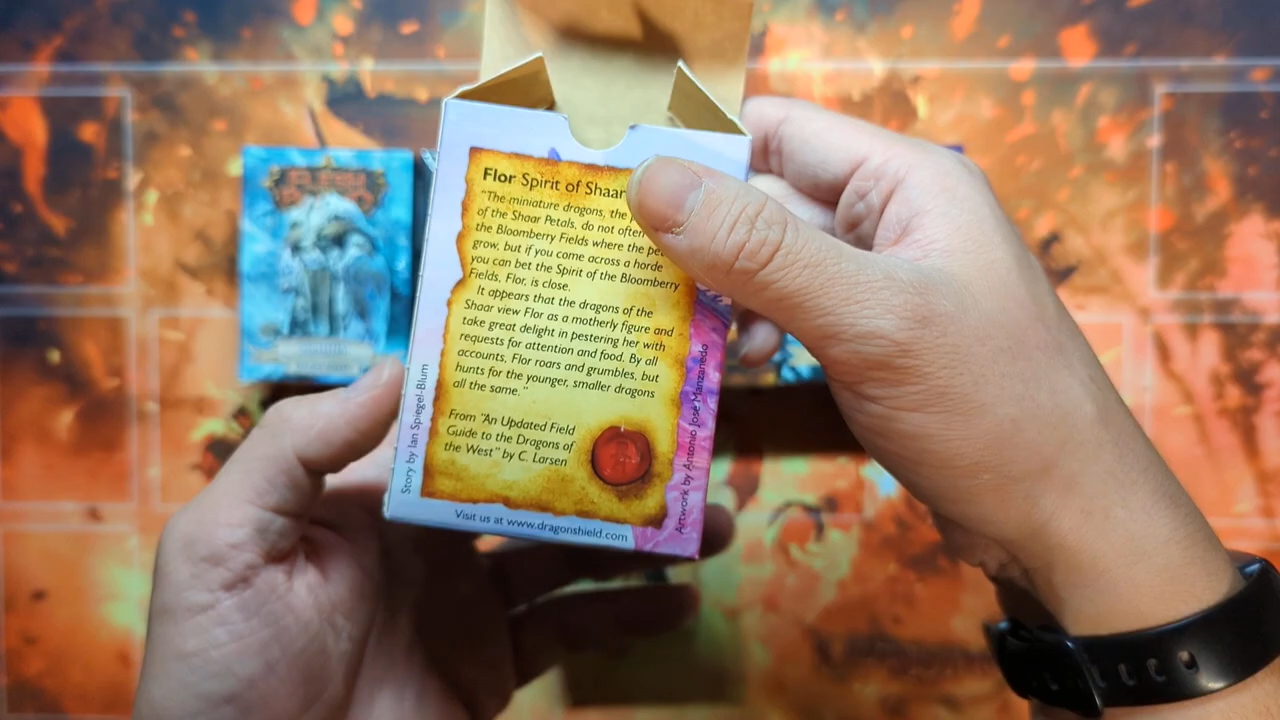 Flor Spirit of Shaar
"The miniature dragons, the
of the Shaar Petals, do not often
the Bloomberry Fields where the
grow, but if you come across a horde
you can bet the Spirit of the Bloomberry
Fields, Flor, is close.
It appears that the dragons of the
Shaar view Flor as a motherly figure and
take great delight in pestering her with
requests for attention and food. By all
accounts, Flor roars and grumbles, but
hunts for the younger, smaller dragons
all the same."
From "An Updated Field
Guide to the Dragons of
the West" by C. Larsen
Story by Ian Spiegel-Blum
Artwork by Antonio José Manzanedo
Visit us at www.dragonshield.com